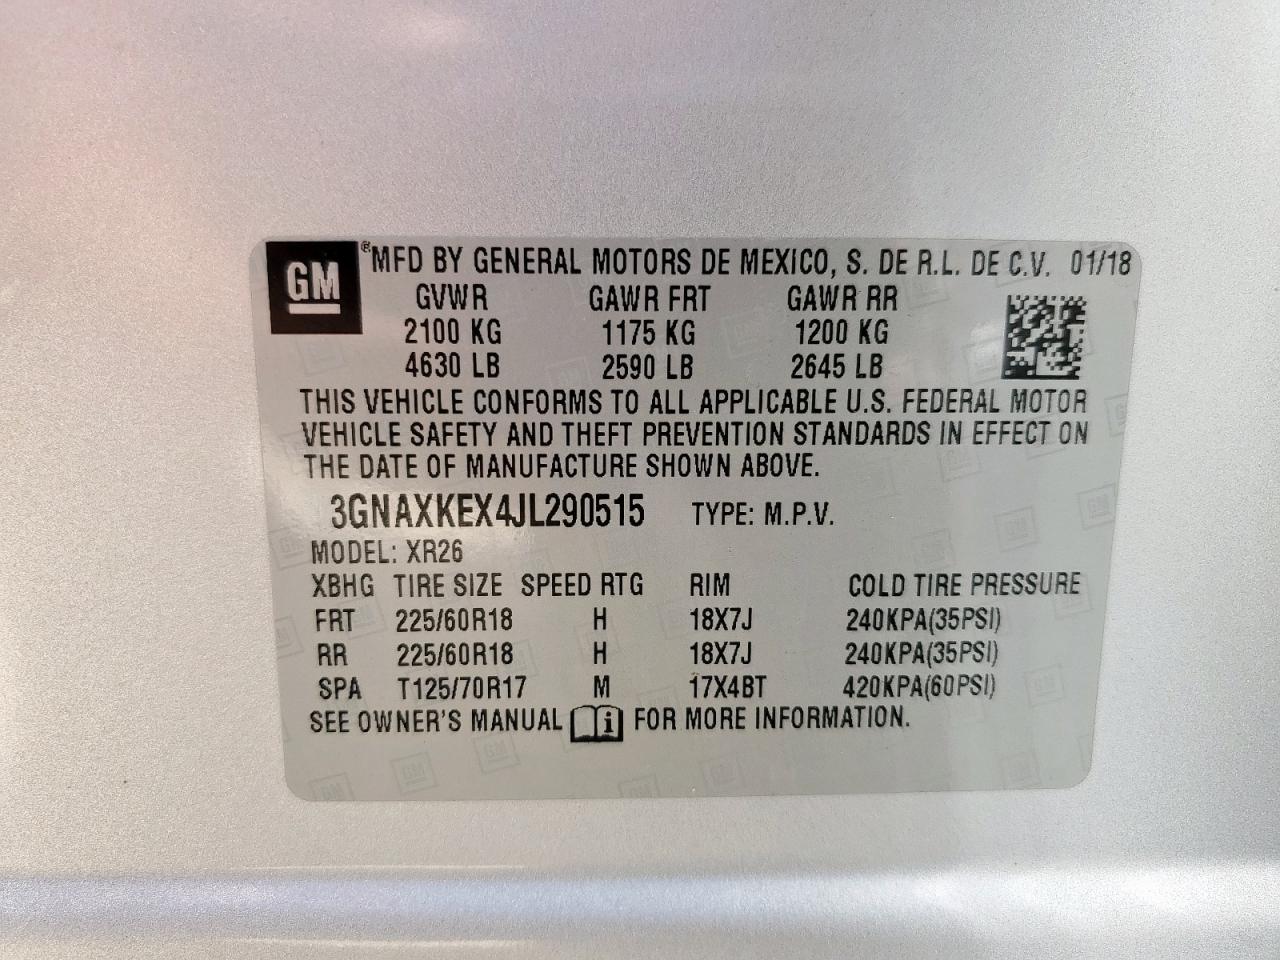 GM ® MFD BY GENERAL MOTORS DE MEXICO, S. DE R.L. DE C.V. 01/18
GVWR GAWR FRT GAWR RR
2100 KG 1175 KG 1200 KG
4630 LB 2590 LB 2645 LB
THIS VEHICLE CONFORMS TO ALL APPLICABLE U.S. FEDERAL MOTOR
VEHICLE SAFETY AND THEFT PREVENTION STANDARDS IN EFFECT ON
THE DATE OF MANUFACTURE SHOWN ABOVE.
3GNAXKEX4JL290515 TYPE: M.P.V.
MODEL: XR26
XBHG TIRE SIZE SPEED RTG RIM COLD TIRE PRESSURE
FRT 225/60R18 H 18X7J 240KPA(35PSI)
RR 225/60R18 H 18X7J 240KPA(35PSI)
SPA T125/70R17 M 17X4BT 420KPA(60PSI)
SEE OWNER'S MANUAL i FOR MORE INFORMATION.